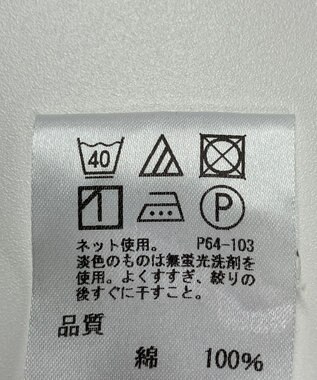 40
P
ネット使用。 P64-103
淡色のものは無蛍光洗剤を
使用。よくすすぎ、絞りの
後すぐに干すこと。
品質
綿 100%